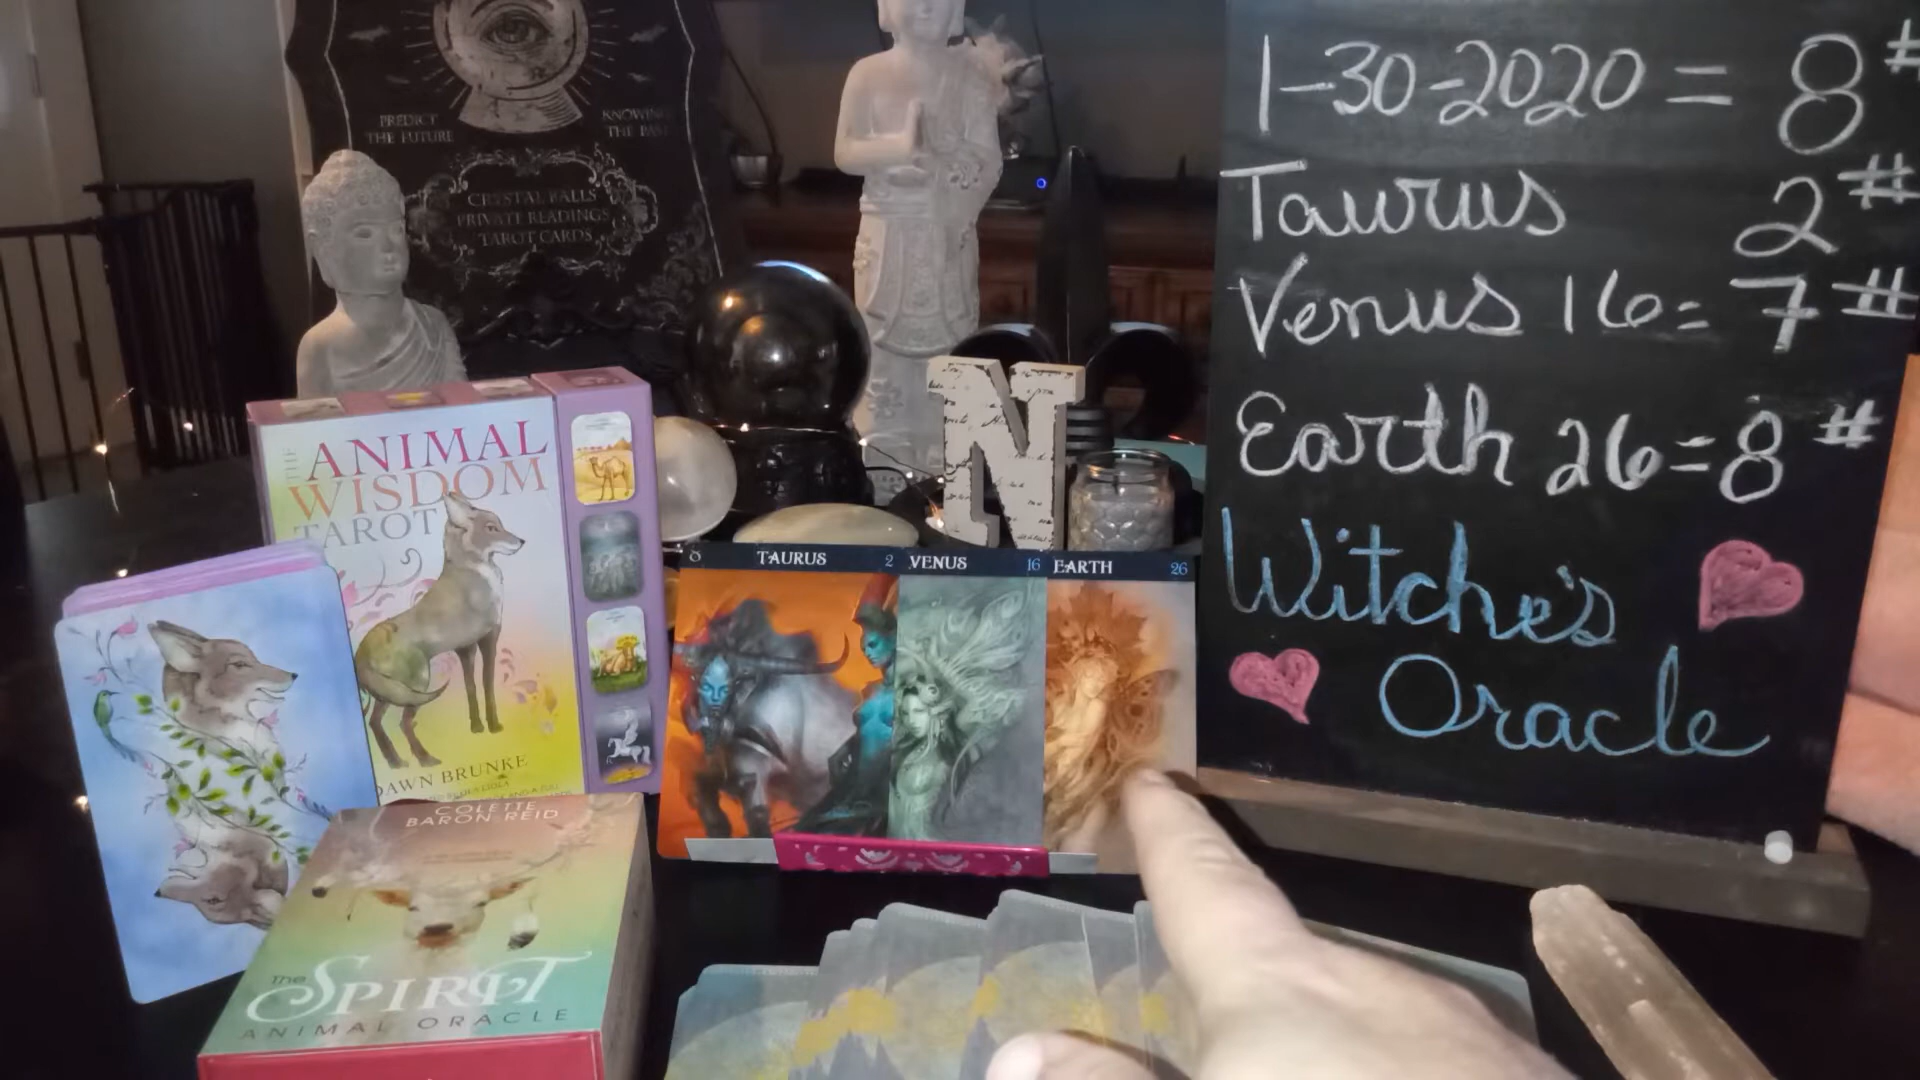 PREDICT
THE FUTURE
KNOWING
THE PAST
CRYSTAL BALLS
PRIVATE READINGS
TAROT CARDS
1-30-2020 = 8#
Taurus 2#
Venus 16=7#
Earth 26=8#
Witche's
Oracle
THE ANIMAL
WISDOM
TAROT
DAWN BRUNKE
COLETTE
BARON REID
The SPIRIT
ANIMAL ORACLE
N
TAURUS 2
VENUS 16
EARTH 26